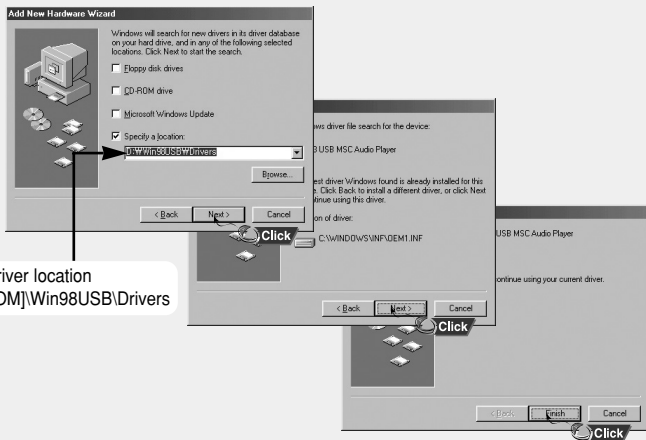 Add New Hardware Wizard
Windows will search for new drivers in its driver database
on your hard drive, and in any of the following selected
locations. Click Next to start the search.
Floppy disk drives
CD-ROM drive
Microsoft Windows Update
Specify a location:
D:₩Win98USB₩Drivers
Browse...
< Back
Next >
Cancel
Click
river location
OM]\Win98USB\Drivers
ows driver file search for the device:
USB MSC Audio Player
est driver Windows found is already installed for this
e. Click Back to install a different driver, or click Next
ntinue using this driver.
on of driver:
C:\WINDOWS\INF\OEM1.INF
< Back
Next >
Cancel
Click
USB MSC Audio Player
ontinue using your current driver.
< Back
Finish
Cancel
Click